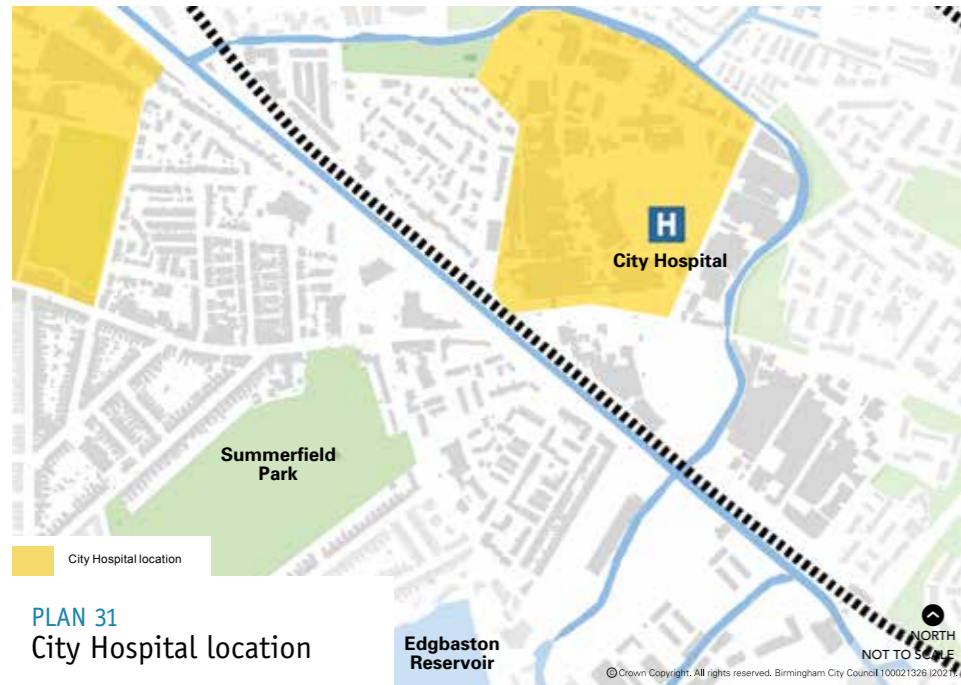 H
City Hospital
Summerfield
Park
City Hospital location
PLAN 31
City Hospital location
Edgbaston
Reservoir
NORTH
NOT TO SCALE
© Crown Copyright. All rights reserved. Birmingham City Council 100021326 (2021).